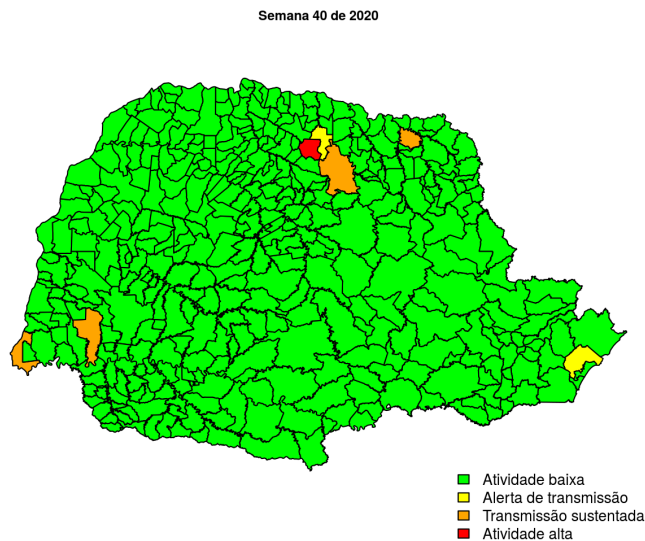 Semana 40 de 2020
Atividade baixa
Alerta de transmissão
Transmissão sustentada
Atividade alta